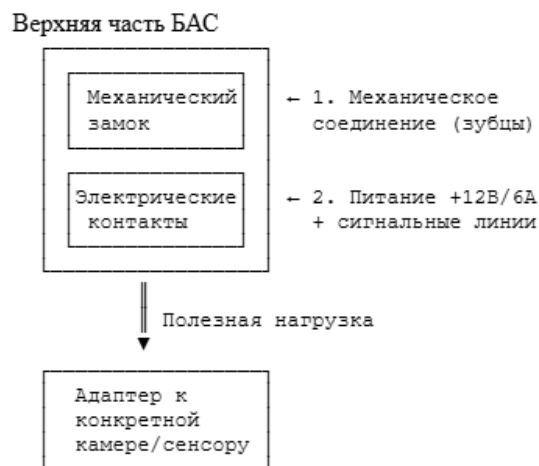 Верхняя часть БАС
Механический
замок
← 1. Механическое
соединение (зубцы)
Электрические
контакты
← 2. Питание +12В/6А
+ сигнальные линии
Полезная нагрузка
Адаптер к
конкретной
камере/сенсору